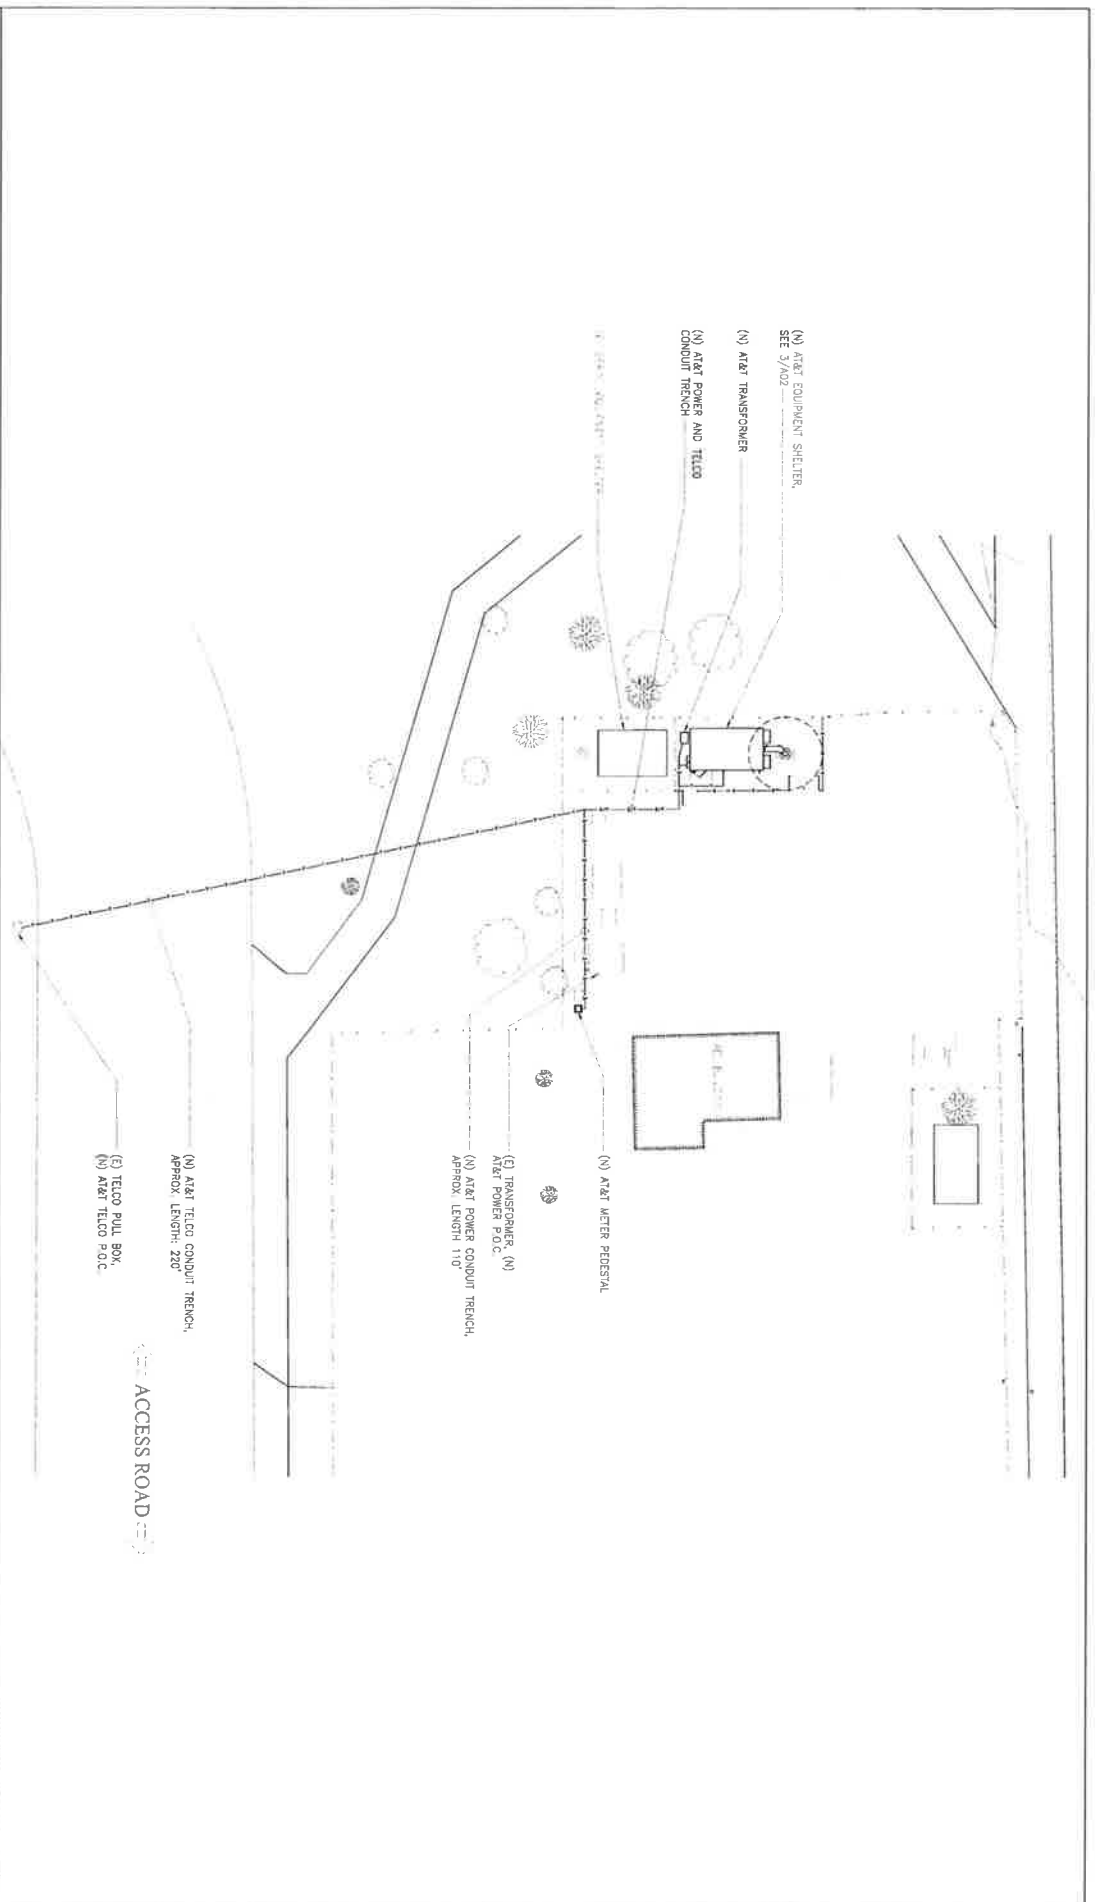 (N) AT&T EQUIPMENT SHELTER,
SEE 3/A02
(N) AT&T TRANSFORMER
(N) AT&T POWER AND TELCO
CONDUIT TRENCH
(N) AT&T METER PEDESTAL
(E) TRANSFORMER, (N)
AT&T POWER P.O.C.
(N) AT&T POWER CONDUIT TRENCH,
APPROX. LENGTH 110'
(N) AT&T TELCO CONDUIT TRENCH,
APPROX. LENGTH: 220'
(E) TELCO PULL BOX,
(N) AT&T TELCO P.O.C.
ACCESS ROAD